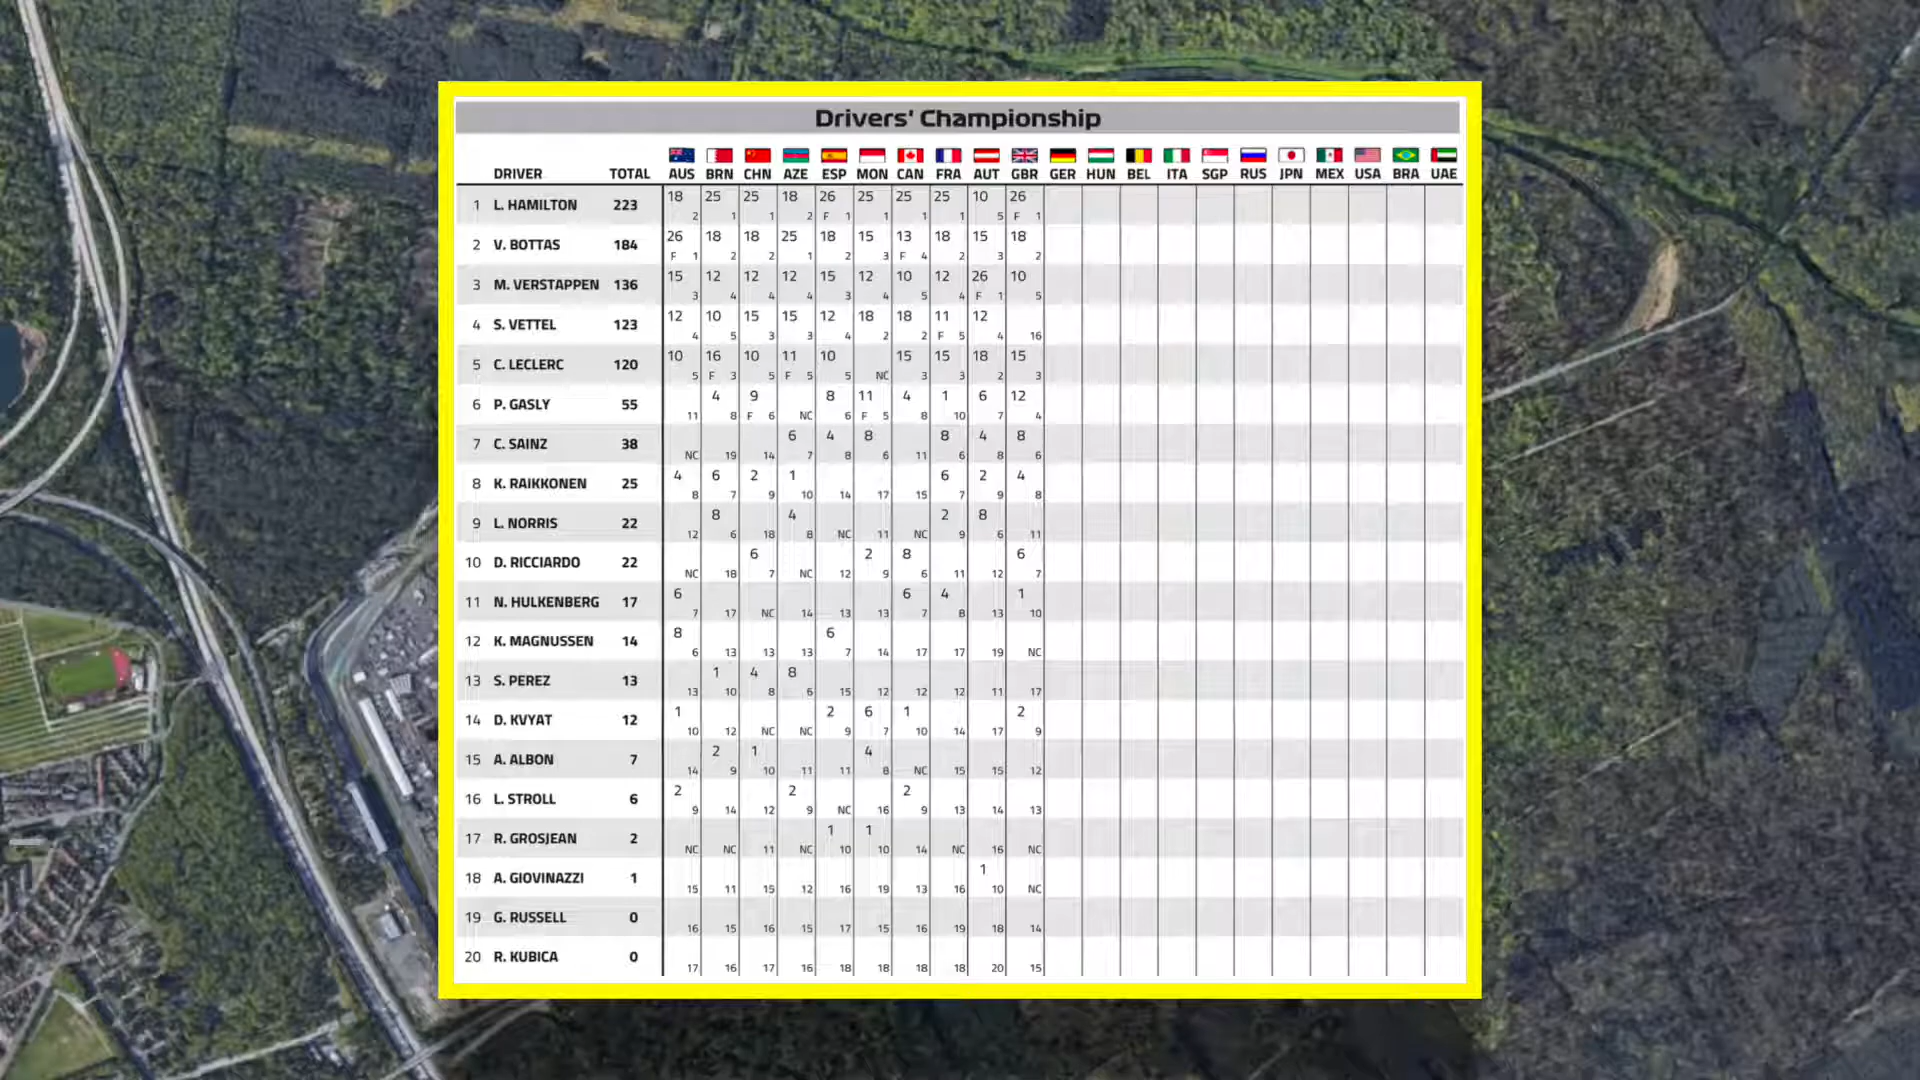 Drivers' Championship
DRIVER TOTAL AUS BRN CHN AZE ESP MON CAN FRA AUT GBR GER HUN BEL ITA SGP RUS JPN MEX USA BRA UAE
18 25 25 18 26 25 25 25 10 26
1 L. HAMILTON 223
2 1 1 2 F 1 1 1 1 5 F 1
26 18 18 25 18 15 13 18 15 18
2 V. BOTTAS 184
F 1 2 2 1 2 3 F 4 2 3 2
15 12 12 12 15 12 10 12 26 10
3 M. VERSTAPPEN 136
3 4 4 4 3 4 5 4 F 1 5
12 10 15 15 12 18 18 11 12
4 S. VETTEL 123
4 5 3 3 4 2 2 F 5 4 16
10 16 10 11 10 15 15 18 15
5 C. LECLERC 120
5 F 3 5 F 5 5 NC 3 3 2 3
4 9 8 11 4 1 6 12
6 P. GASLY 55
11 8 F 6 NC 6 F 5 8 10 7 4
6 4 8 8 4 8
7 C. SAINZ 38
NC 19 14 7 8 6 11 6 8 6
4 6 2 1 6 2 4
8 K. RAIKKONEN 25
8 7 9 10 14 17 15 7 9 8
8 4 2 8
9 L. NORRIS 22
12 6 18 8 NC 11 NC 9 6 11
6 2 8 6
10 D. RICCIARDO 22
NC 18 7 NC 12 9 6 11 12 7
6 6 4 1
11 N. HULKENBERG 17
7 17 NC 14 13 13 7 8 13 10
8 6
12 K. MAGNUSSEN 14
6 13 13 13 7 14 17 17 19 NC
1 4 8
13 S. PEREZ 13
13 10 8 6 15 12 12 12 11 17
1 2 6 1 2
14 D. KVYAT 12
10 12 NC NC 9 7 10 14 17 9
2 1 4
15 A. ALBON 7
14 9 10 11 11 8 NC 15 15 12
2 2 2
16 L. STROLL 6
9 14 12 9 NC 16 9 13 14 13
1 1
17 R. GROSJEAN 2
NC NC 11 NC 10 10 14 NC 16 NC
1
18 A. GIOVINAZZI 1
15 11 15 12 16 19 13 16 10 NC
19 G. RUSSELL 0
16 15 16 15 17 15 16 19 18 14
20 R. KUBICA 0
17 16 17 16 18 18 18 18 20 15